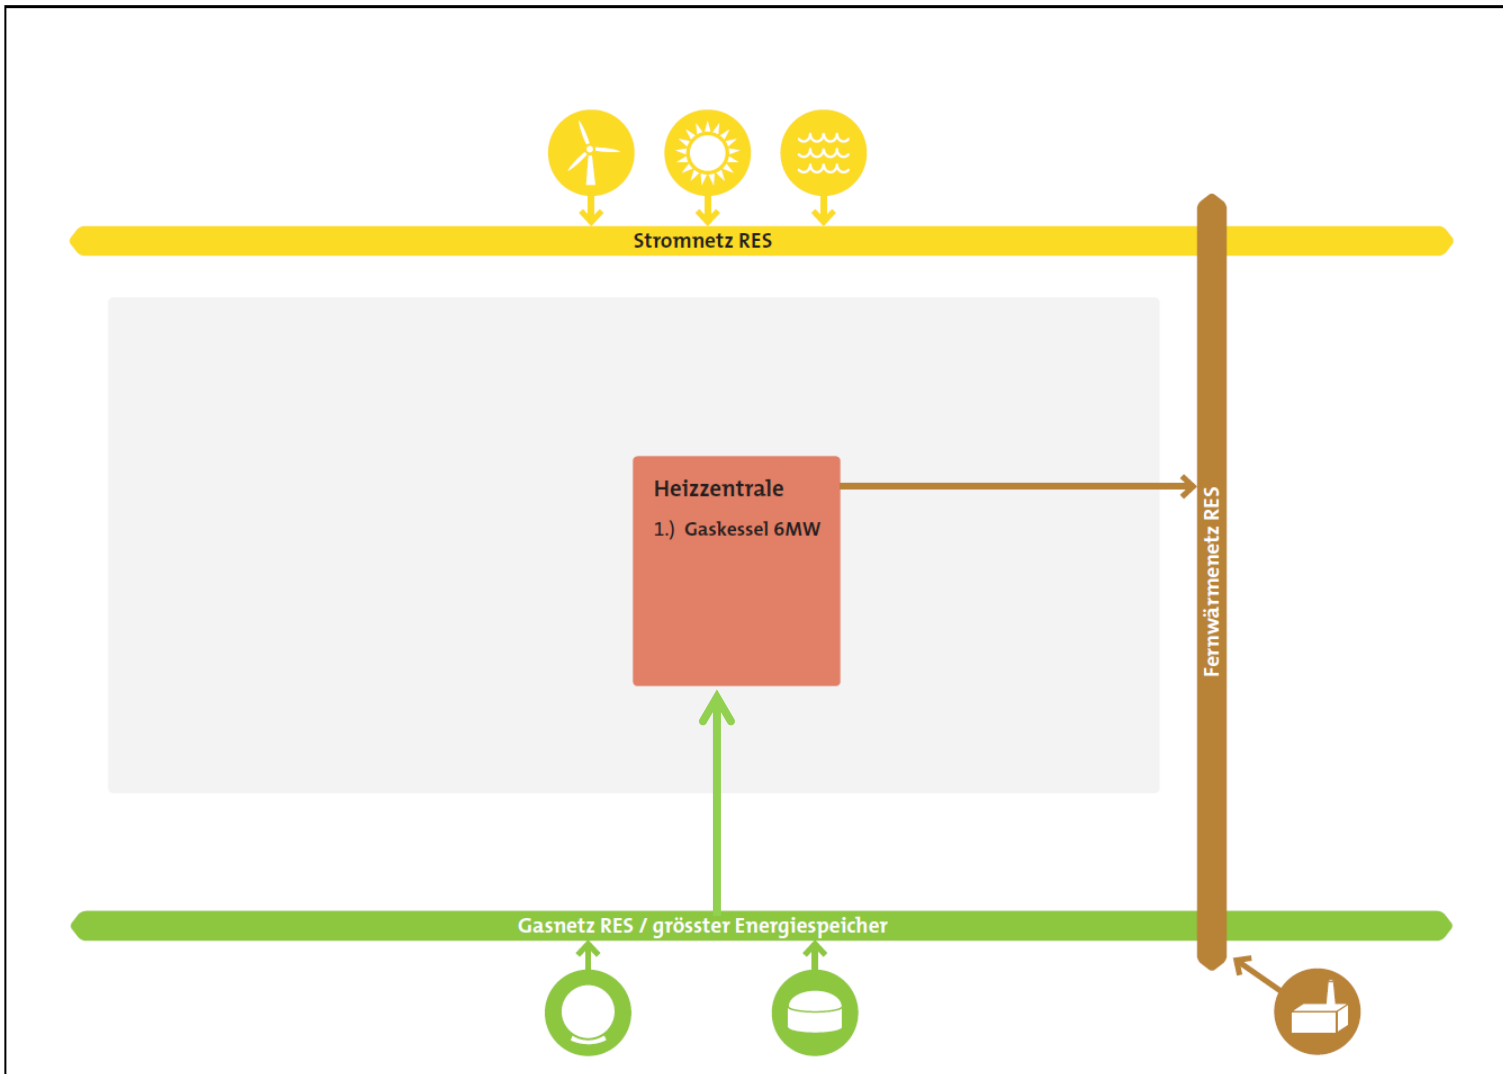 Stromnetz RES
Heizzentrale
1.) Gaskessel 6MW
Fernwärmenetz RES
Gasnetz RES / grösster Energiespeicher